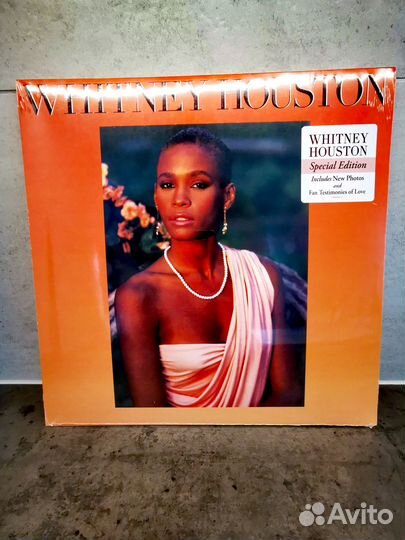 WHITNEY HOUSTON
WHITNEY
HOUSTON
Special Edition
Includes New Photos
and
Fan Testimonies of Love
Avito